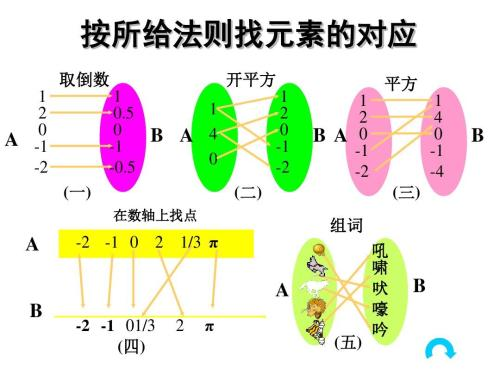 按所给法则找元素的对应
取倒数
开平方
平方
A
1
2
0
-1
-2
1
0.5
0
-1
-0.5
B
A
1
4
0
1
2
0
-1
-2
B
A
1
2
0
-1
-2
1
4
0
-1
-4
B
(一)
(二)
(三)
在数轴上找点
A -2 -1 0 2 1/3 π
B
-2 -1 01/3 2 π
(四)
组词
A
吼
啸
吠
嚎
吟
B
(五)